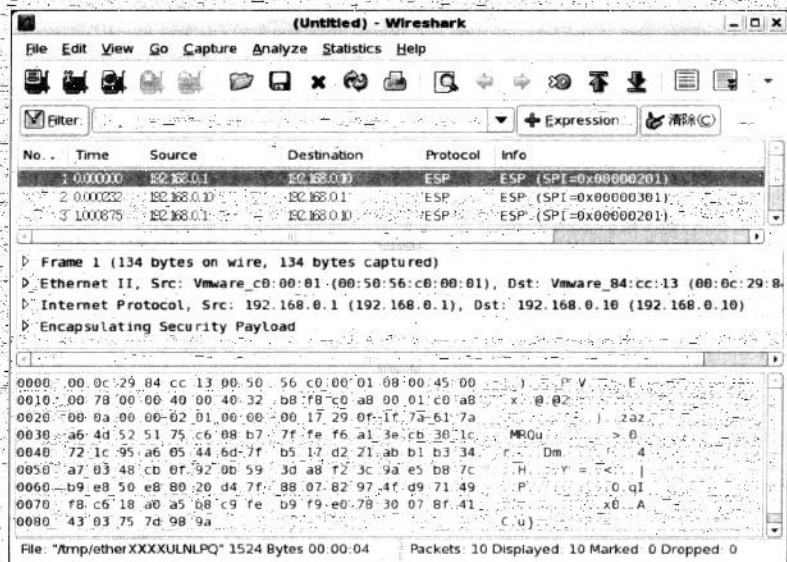 (Untitled) - Wireshark
File Edit View Go Capture Analyze Statistics Help
Filter: Expression... 清除(C)
No. . Time Source Destination Protocol Info
1 0.000000 192.168.0.1 192.168.0.10 ESP ESP (SPI=0x00000201)
2 0.000232 192.168.0.10 192.168.0.1 ESP ESP (SPI=0x00000301)
3 1.000875 192.168.0.1 192.168.0.10 ESP ESP (SPI=0x00000201)
Frame 1 (134 bytes on wire, 134 bytes captured)
Ethernet II, Src: Vmware_c0:00:01 (00:50:56:c0:00:01), Dst: Vmware_84:cc:13 (00:0c:29:8
Internet Protocol, Src: 192.168.0.1 (192.168.0.1), Dst: 192.168.0.10 (192.168.0.10)
Encapsulating Security Payload
0000 00 0c 29 84 cc 13 00 50 56 c0 00 01 08 00 45 00 ..)....P V.....E.
0010 00 78 00 00 40 00 40 32 b8 f8 c0 a8 00 01 c0 a8 .x..@.@2 ........
0020 00 0a 00 00 02 01 00 00 00 17 29 0f 1f 7a 61 7a ........ ..)..zaz
0030 a6 4d 52 51 75 c6 08 b7 7f fe f6 a1 3e cb 30 1c .MRQu... ....>.0.
0040 72 1c 95 a6 05 44 6d 7f b5 17 d2 21 ab b1 b3 34 r....Dm. ...!...4
0050 a7 03 48 cb 0f 92 0b 59 3d a8 f2 3c 9a e5 b8 7c ..H....Y =..<...|
0060 b9 e8 50 e8 80 20 d4 7f 88 07 82 97 4f d9 71 49 ..P.. .. ....O.qI
0070 f8 c6 18 a0 a5 b8 c9 fe b9 f9 e0 78 30 07 8f 41 ........ ...x0..A
0080 43 03 75 7d 98 9a C.u}..
File: "/tmp/etherXXXXULNLPQ" 1524 Bytes 00:00:04 Packets: 10 Displayed: 10 Marked: 0 Dropped: 0